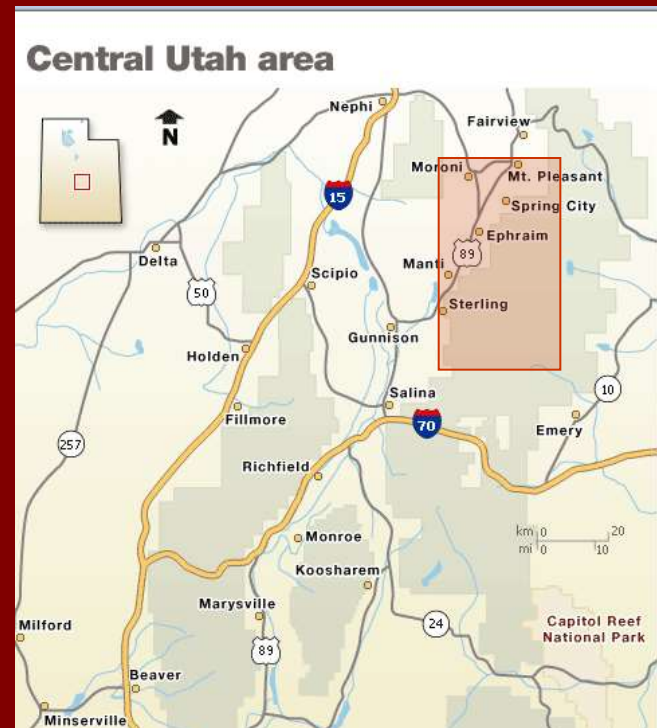 Central Utah area
N
Nephi
Fairview
Moroni
Mt. Pleasant
15
Spring City
Ephraim
Delta
89
Manti
Scipio
50
Sterling
Gunnison
Holden
Salina
10
Fillmore
70
Emery
257
Richfield
km 0 20
mi 0 10
Monroe
Koosharem
Marysville
24
Capitol Reef
National Park
Milford
89
Beaver
Minserville